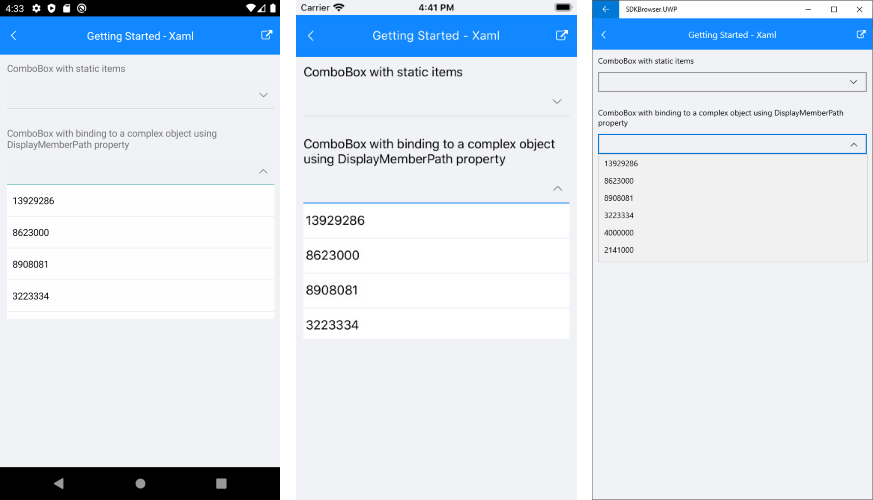 4:33
Getting Started - Xaml
ComboBox with static items
ComboBox with binding to a complex object using
DisplayMemberPath property
13929286
8623000
8908081
3223334
Carrier
4:41 PM
Getting Started - Xaml
ComboBox with static items
ComboBox with binding to a complex object
using DisplayMemberPath property
13929286
8623000
8908081
3223334
SDKBrowser.UWP
Getting Started - Xaml
ComboBox with static items
ComboBox with binding to a complex object using DisplayMemberPath
property
13929286
8623000
8908081
3223334
4000000
2141000